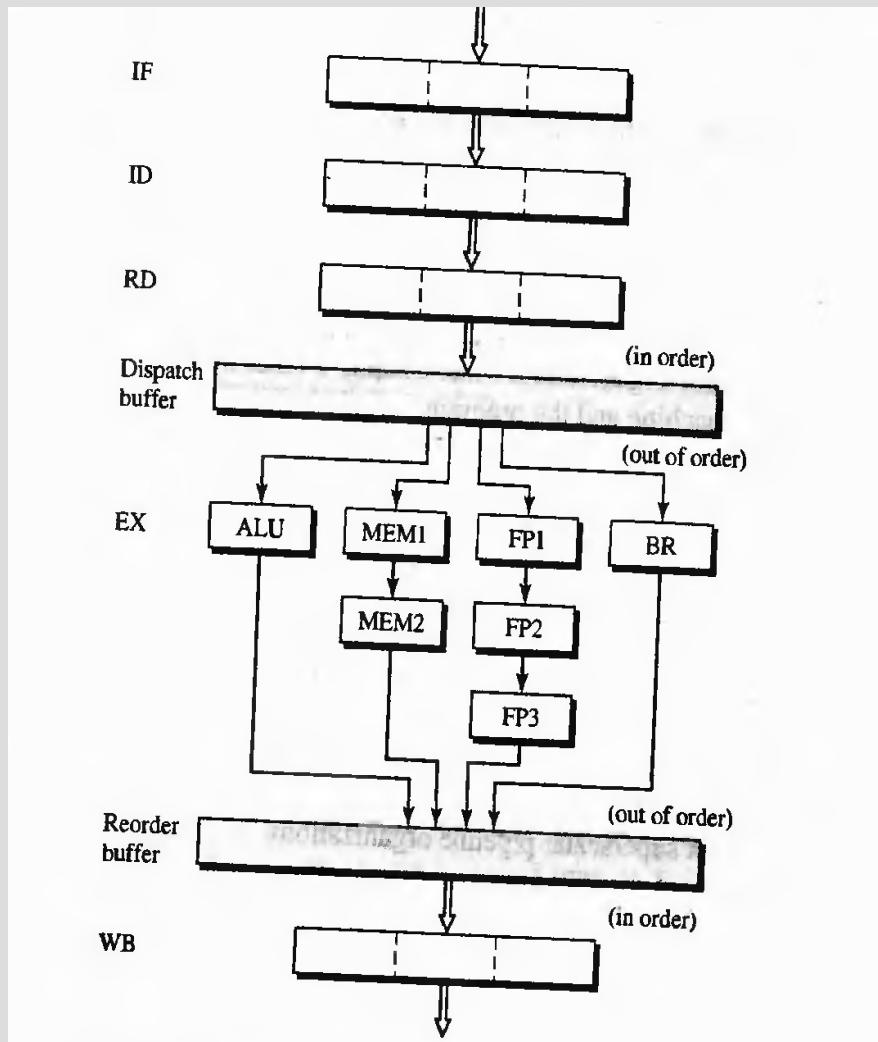 IF
ID
RD
(in order)
Dispatch
buffer
(out of order)
EX
ALU
MEM1
FP1
BR
MEM2
FP2
FP3
(out of order)
Reorder
buffer
(in order)
WB